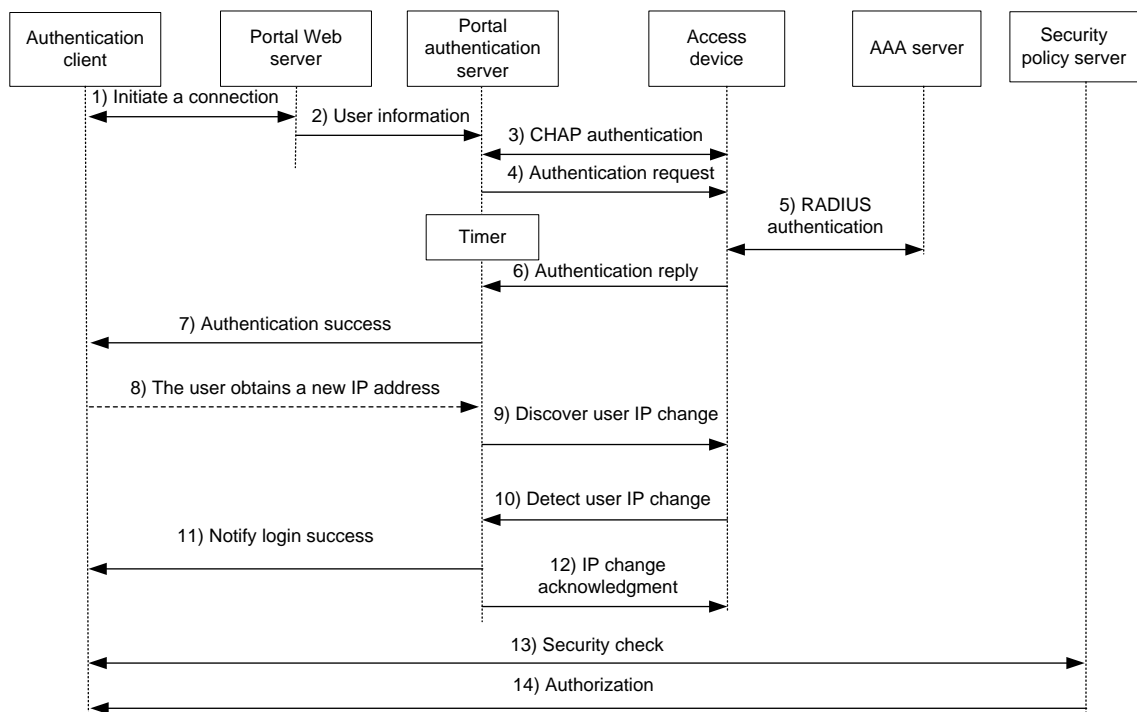 Authentication
client
Portal Web
server
Portal
authentication
server
Access
device
AAA server
Security
policy server
1) Initiate a connection
2) User information
3) CHAP authentication
4) Authentication request
5) RADIUS
authentication
Timer
6) Authentication reply
7) Authentication success
8) The user obtains a new IP address
9) Discover user IP change
10) Detect user IP change
11) Notify login success
12) IP change
acknowledgment
13) Security check
14) Authorization